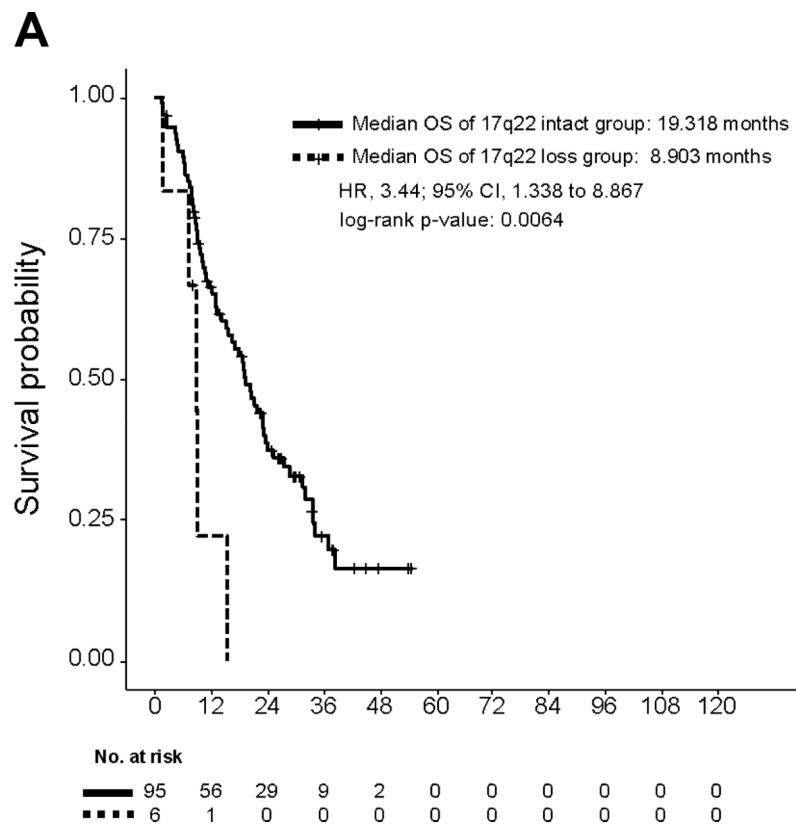 A
Survival probability
1.00
0.75
0.50
0.25
0.00
Median OS of 17q22 intact group: 19.318 months
Median OS of 17q22 loss group: 8.903 months
HR, 3.44; 95% CI, 1.338 to 8.867
log-rank p-value: 0.0064
0 12 24 36 48 60 72 84 96 108 120
No. at risk
95 56 29 9 2 0 0 0 0 0 0
6 1 0 0 0 0 0 0 0 0 0